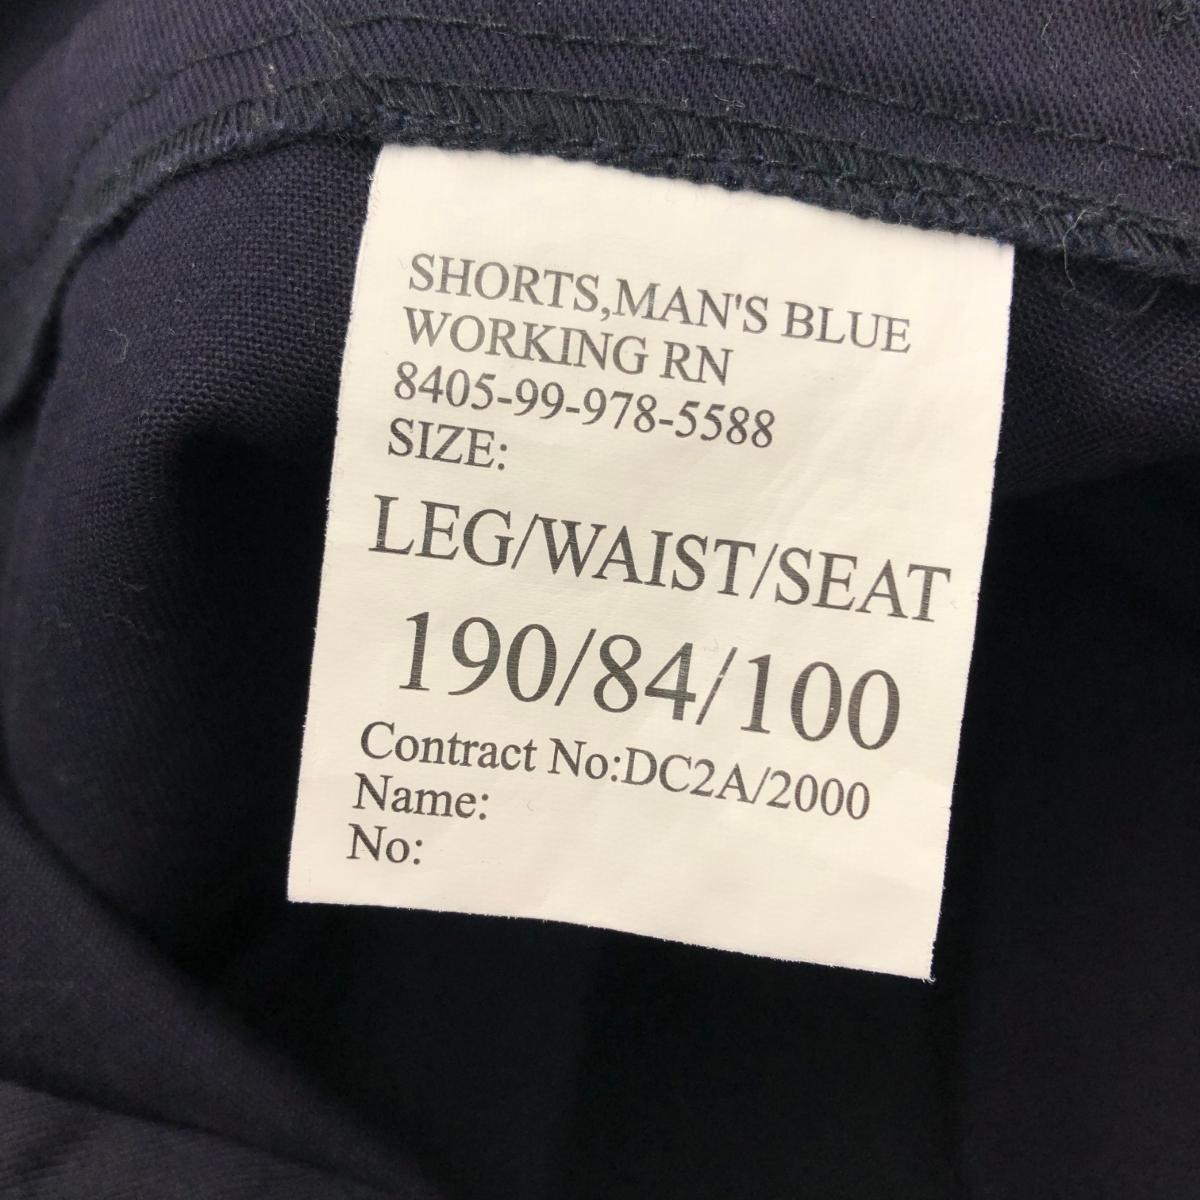 SHORTS,MAN'S BLUE
WORKING RN
8405-99-978-5588
SIZE:
LEG/WAIST/SEAT
190/84/100
Contract No:DC2A/2000
Name:
No: